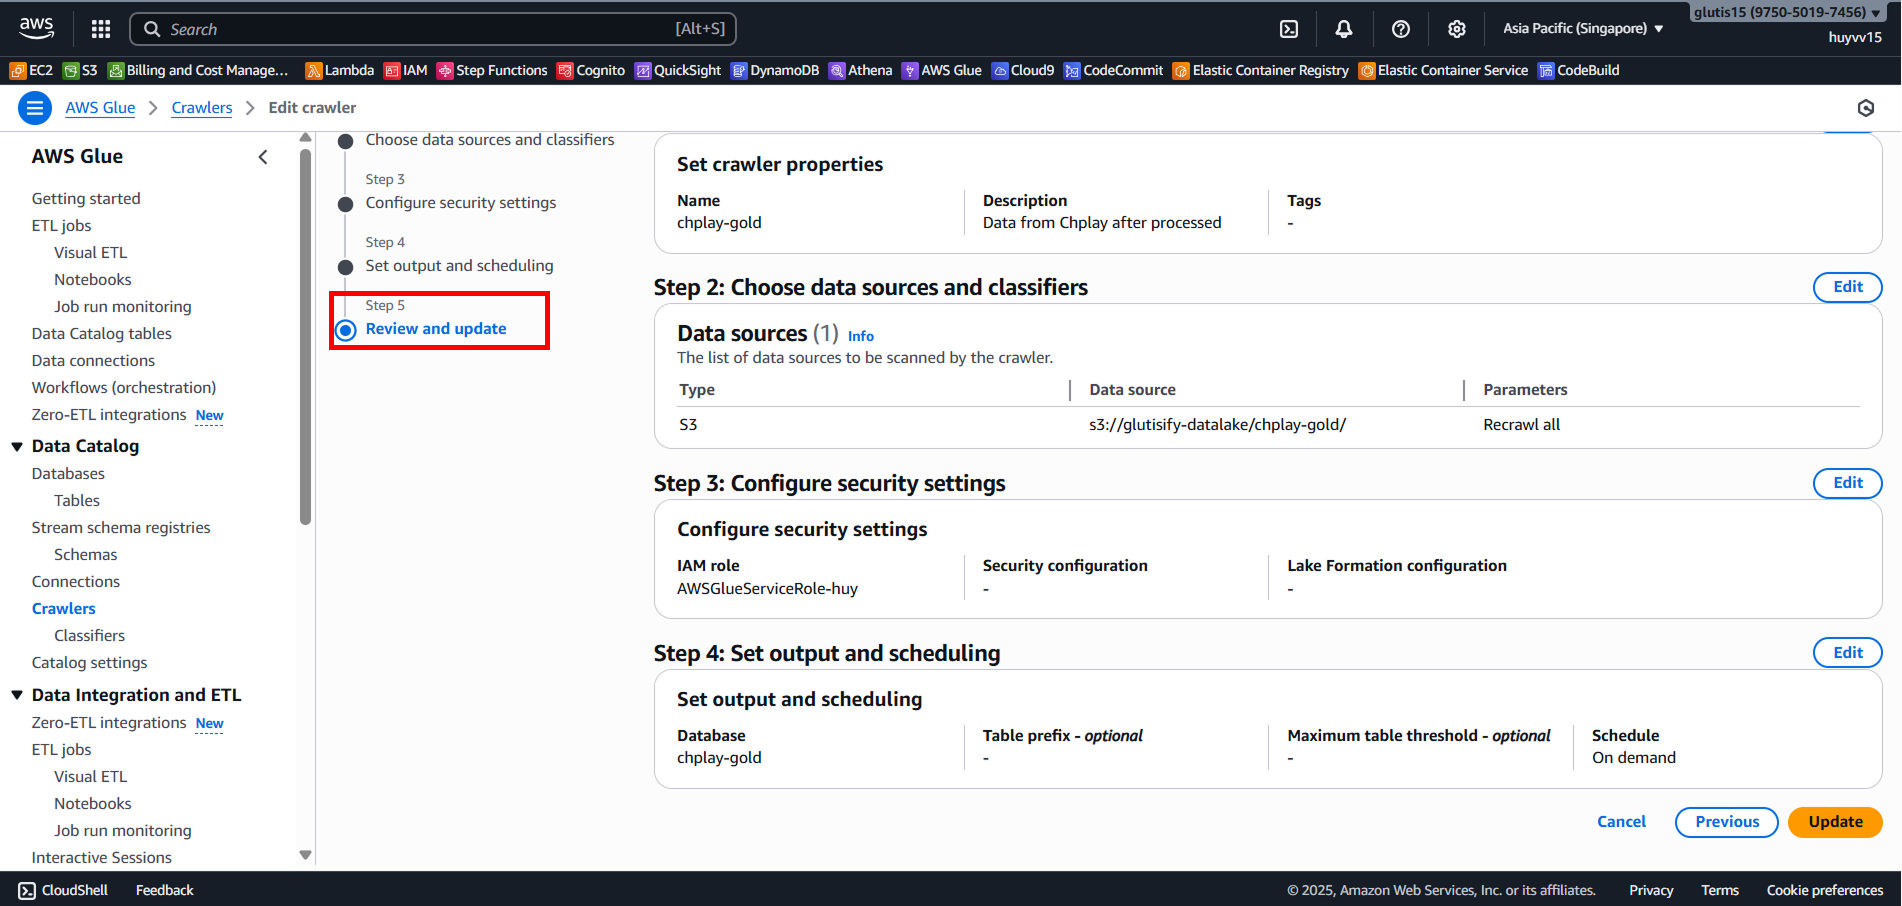 aws
Search
[Alt+S]
Asia Pacific (Singapore)
glutis15 (9750-5019-7456)
huyvv15
EC2 S3 Billing and Cost Manage... Lambda IAM Step Functions Cognito QuickSight DynamoDB Athena AWS Glue Cloud9 CodeCommit Elastic Container Registry Elastic Container Service CodeBuild
AWS Glue Crawlers Edit crawler
AWS Glue
Getting started
ETL jobs
Visual ETL
Notebooks
Job run monitoring
Data Catalog tables
Data connections
Workflows (orchestration)
Zero-ETL integrations New
Data Catalog
Databases
Tables
Stream schema registries
Schemas
Connections
Crawlers
Classifiers
Catalog settings
Data Integration and ETL
Zero-ETL integrations New
ETL jobs
Visual ETL
Notebooks
Job run monitoring
Interactive Sessions
Choose data sources and classifiers
Step 3
Configure security settings
Step 4
Set output and scheduling
Step 5
Review and update
Set crawler properties
Name
chplay-gold
Description
Data from Chplay after processed
Tags
-
Step 2: Choose data sources and classifiers
Edit
Data sources (1) Info
The list of data sources to be scanned by the crawler.
Type Data source Parameters
S3 s3://glutisify-datalake/chplay-gold/ Recrawl all
Step 3: Configure security settings
Edit
Configure security settings
IAM role
AWSGlueServiceRole-huy
Security configuration
-
Lake Formation configuration
-
Step 4: Set output and scheduling
Edit
Set output and scheduling
Database
chplay-gold
Table prefix - optional
-
Maximum table threshold - optional
-
Schedule
On demand
Cancel Previous Update
CloudShell Feedback © 2025, Amazon Web Services, Inc. or its affiliates. Privacy Terms Cookie preferences